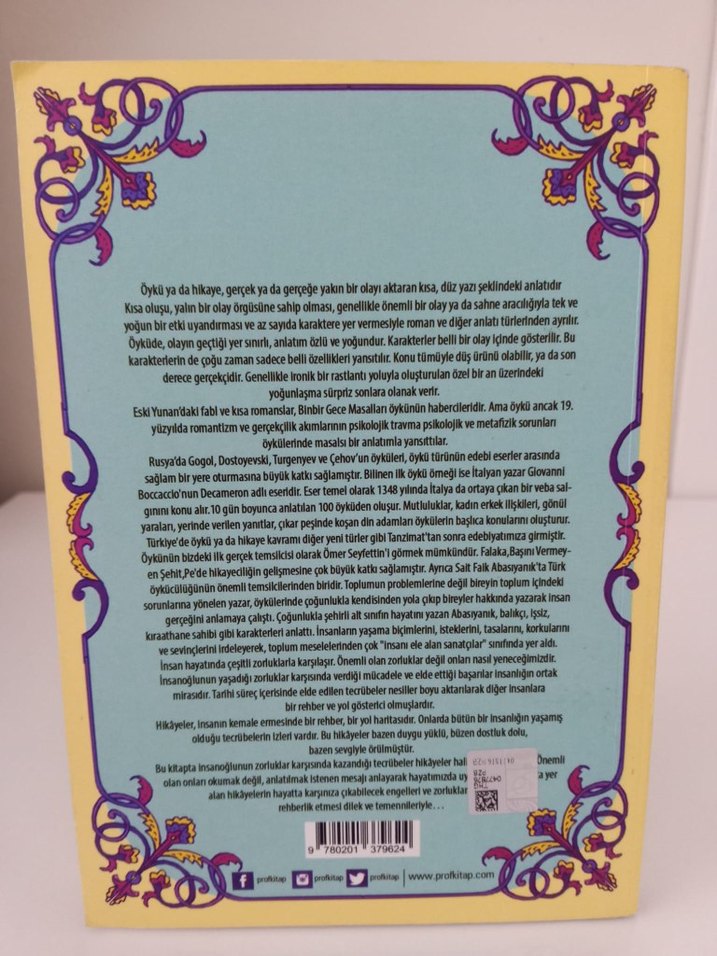 Öykü ya da hikaye, gerçek ya da gerçeğe yakın bir olayı aktaran kısa, düz yazı şeklindeki anlatıdır
Kısa oluşu, yalın bir olay örgüsüne sahip olması, genellikle önemli bir olay ya da sahne aracılığıyla tek ve
yoğun bir etki uyandırması ve az sayıda karaktere yer vermesiyle roman ve diğer anlatı türlerinden ayrılır.
Öyküde, olayın geçtiği yer sınırlı, anlatım özlü ve yoğundur. Karakterler belli bir olay içinde gösterilir. Bu
karakterlerin de çoğu zaman sadece belli özellikleri yansıtılır. Konu tümüyle düş ürünü olabilir, ya da son
derece gerçekçidir. Genellikle ironik bir rastlantı yoluyla oluşturulan özel bir an üzerindeki
yoğunlaşma sürpriz sonlara olanak verir.
Eski Yunan'daki fabl ve kısa romanslar, Binbir Gece Masalları öykünün habercileridir. Ama öykü ancak 19.
yüzyılda romantizm ve gerçekçilik akımlarının psikolojik travma psikolojik ve metafizik sorunları
öykülerinde masalsı bir anlatımla yansıttılar.
Rusya'da Gogol, Dostoyevski, Turgenyev ve Çehov'un öyküleri, öykü türünün edebi eserler arasında
sağlam bir yere oturmasına büyük katkı sağlamıştır. Bilinen ilk öykü örneği ise İtalyan yazar Giovanni
Boccaccio'nun Decameron adlı eseridir. Eser temel olarak 1348 yılında İtalya da ortaya çıkan bir veba sal-
gınını konu alır.10 gün boyunca anlatılan 100 öyküden oluşur. Mutluluklar, kadın erkek ilişkileri, gönül
yaraları, yerinde verilen yanıtlar, çıkar peşinde koşan din adamları öykülerin başlıca konularını oluşturur.
Türkiye'de öykü ya da hikaye kavramı diğer yeni türler gibi Tanzimat'tan sonra edebiyatımıza girmiştir.
Öykünün bizdeki ilk gerçek temsilcisi olarak Ömer Seyfettin'i görmek mümkündür. Falaka,Başını Vermey-
en Şehit,Pe'de hikayeciliğin gelişmesine çok büyük katkı sağlamıştır. Ayrıca Sait Faik Abasıyanık'ta Türk
öykücülüğünün önemli temsilcilerinden biridir. Toplumun problemlerine değil bireyin toplum içindeki
sorunlarına yönelen yazar, öykülerinde çoğunlukla kendisinden yola çıkıp bireyler hakkında yazarak insan
gerçeğini anlamaya çalıştı. Çoğunlukla şehirli alt sınıfın hayatını yazan Abasıyanık, balıkçı, işsiz,
kıraathane sahibi gibi karakterleri anlattı. İnsanların yaşama biçimlerini, isteklerini, tasalarını, korkularını
ve sevinçlerini irdeleyerek, toplum meselelerinden çok "insanı ele alan sanatçılar" sınıfında yer aldı.
İnsan hayatında çeşitli zorluklarla karşılaşır. Önemli olan zorluklar değil onları nasıl yeneceğimizdir.
İnsanoğlunun yaşadığı zorluklar karşısında verdiği mücadele ve elde ettiği başarılar insanlığın ortak
mirasıdır. Tarihi süreç içerisinde elde edilen tecrübeler nesiller boyu aktarılarak diğer insanlara
bir rehber ve yol gösterici olmuşlardır.
Hikâyeler, insanın kemale ermesinde bir rehber, bir yol haritasıdır. Onlarda bütün bir insanlığın yaşamış
olduğu tecrübelerin izleri vardır. Bu hikâyeler bazen duygu yüklü, büzen dostluk dolu,
bazen sevgiyle örülmüştür.
Bu kitapta insanoğlunun zorluklar karşısında kazandığı tecrübeler hikâyeler Önemli
olan onları okumak değil, anlatılmak istenen mesajı anlayarak hayatımızda yer
alan hikâyelerin hayatta karşınıza çıkabilecek engelleri ve zorluklar
rehberlik etmesi dilek ve temennileriyle...
9 780201 379624
profkitap profkitap profkitap www.profkitap.com